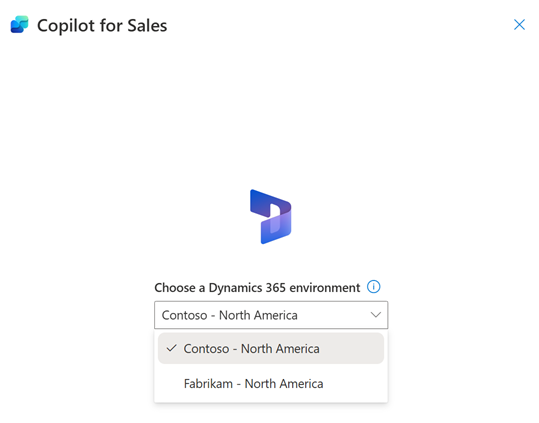 Copilot for Sales
Choose a Dynamics 365 environment
Contoso - North America
Contoso - North America
Fabrikam - North America